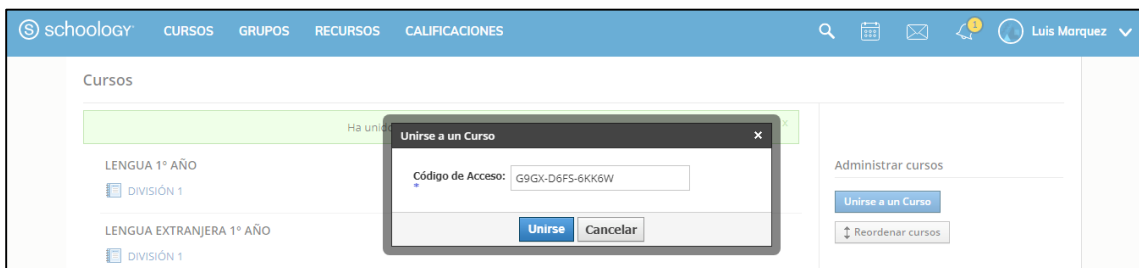 schoology CURSOS GRUPOS RECURSOS CALIFICACIONES 1 Luis Marquez
Cursos
Ha unido
Unirse a un Curso ×
LENGUA 1° AÑO
DIVISIÓN 1
LENGUA EXTRANJERA 1° AÑO
DIVISIÓN 1
Código de Acceso: G9GX-D6FS-6KK6W
*
Unirse Cancelar
Administrar cursos
Unirse a un Curso
Reordenar cursos